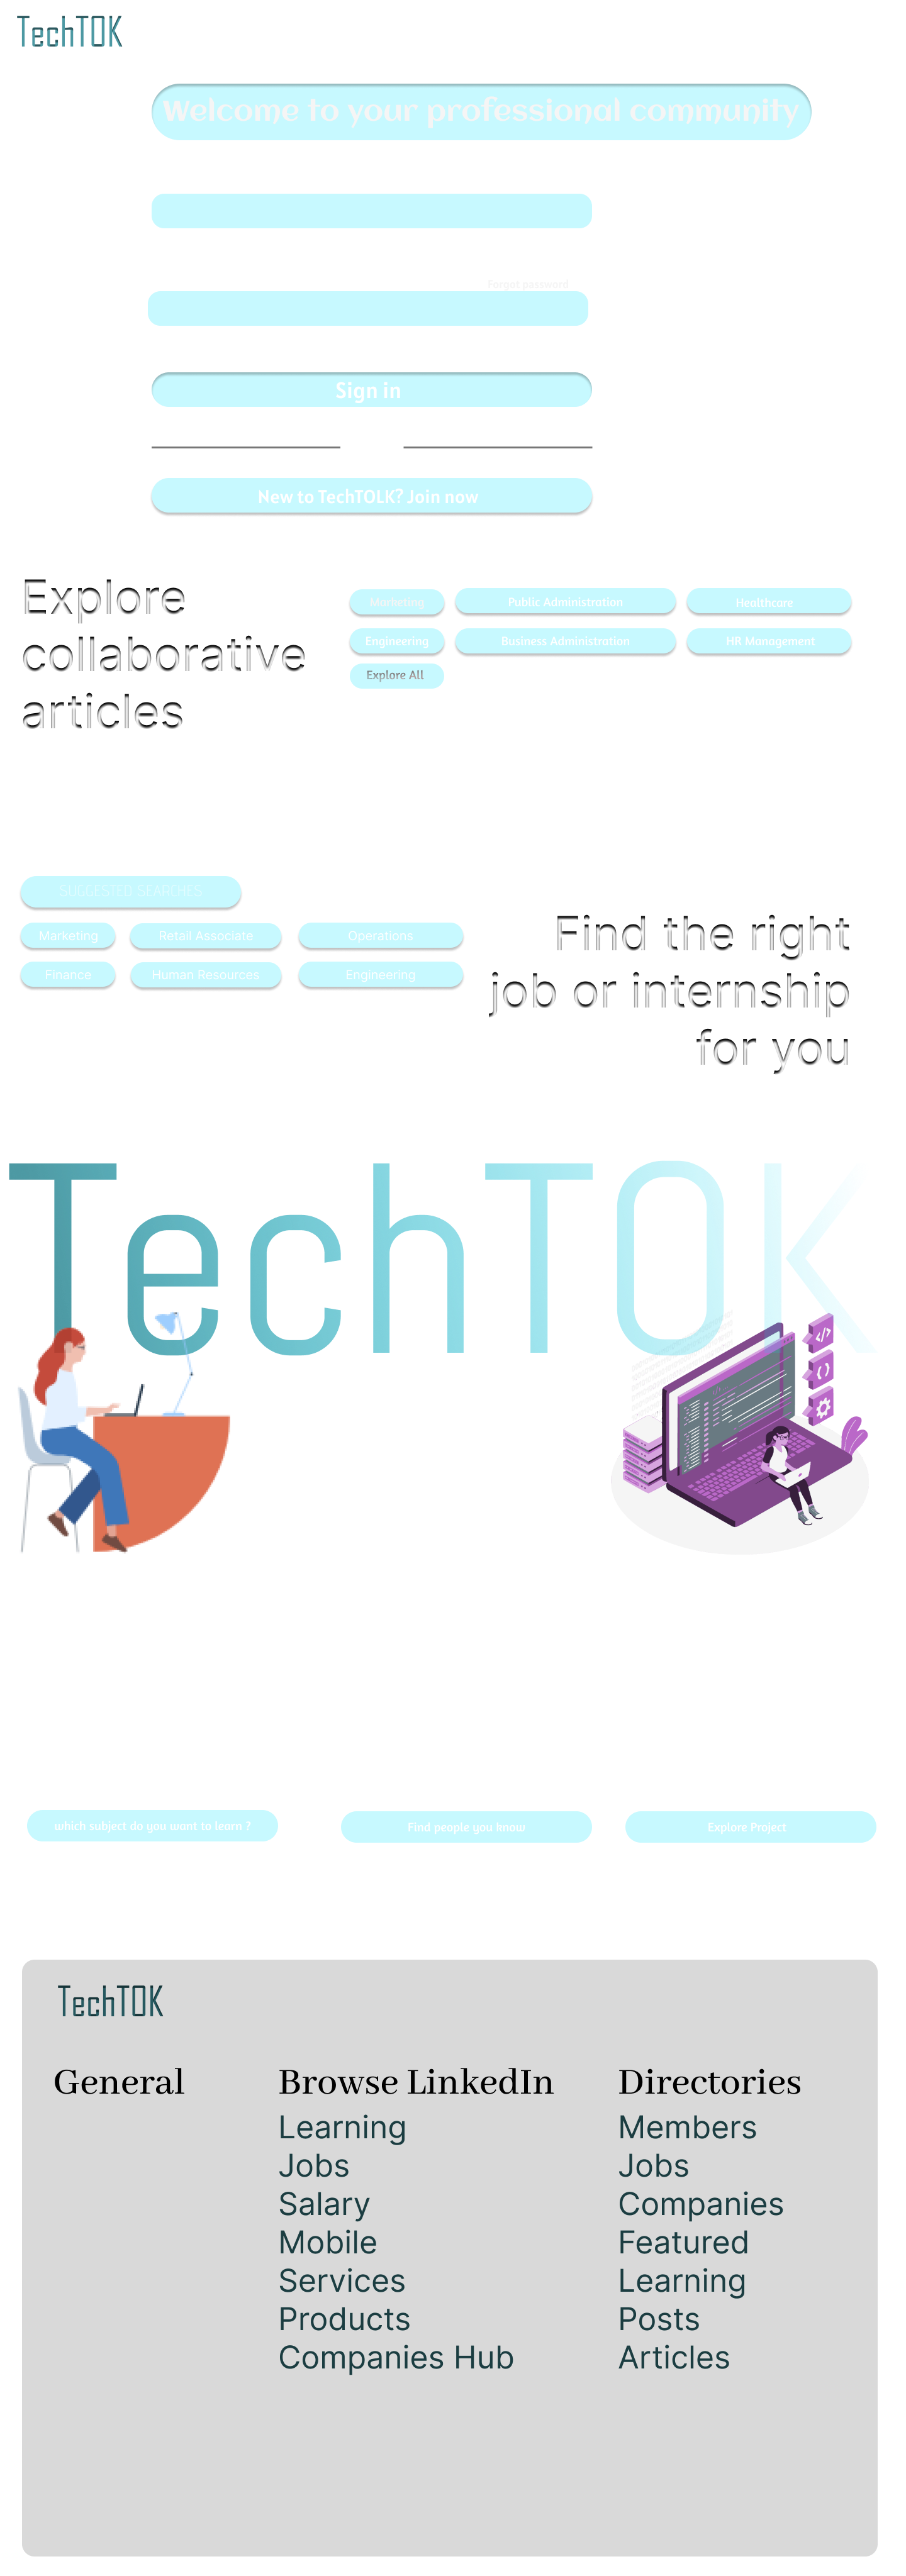 TechTOK
Welcome to your professional community
Forgot password
Sign in
New to TechTOLK? Join now
Explore
collaborative
articles
Marketing
Public Administration
Healthcare
Engineering
Business Administration
HR Management
Explore All
SUGGESTED SEARCHES
Marketing
Retail Associate
Operations
Finance
Human Resources
Engineering
Find the right
job or internship
for you
TechTOK
which subject do you want to learn ?
Find people you know
Explore Project
TechTOK
General
Browse LinkedIn
Learning
Jobs
Salary
Mobile
Services
Products
Companies Hub
Directories
Members
Jobs
Companies
Featured
Learning
Posts
Articles